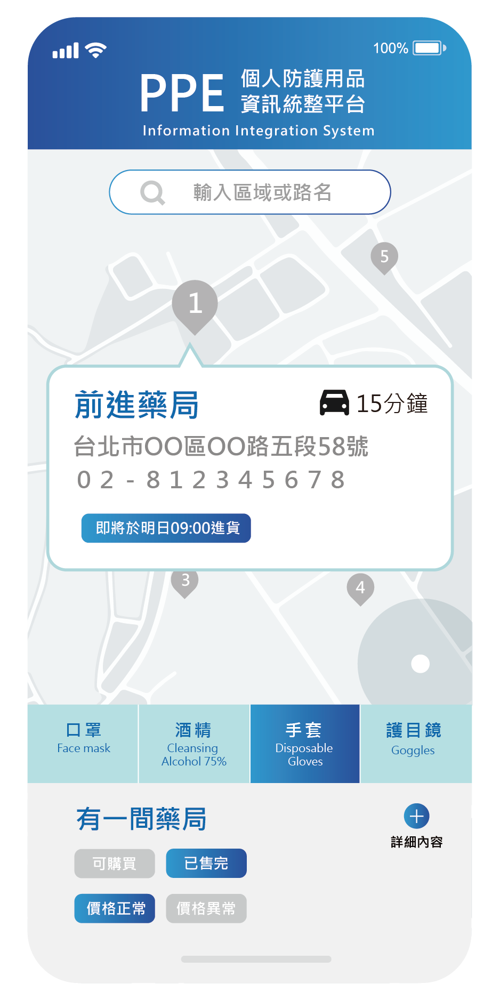 100%
PPE
個人防護用品
資訊統整平台
Information Integration System
輸入區域或路名
5
1
前進藥局
15分鐘
台北市OO區OO路五段58號
02-812345678
即將於明日09:00進貨
3
4
口罩
Face mask
酒精
Cleansing
Alcohol 75%
手套
Disposable
Gloves
護目鏡
Goggles
有一間藥局
詳細內容
可購買
已售完
價格正常
價格異常